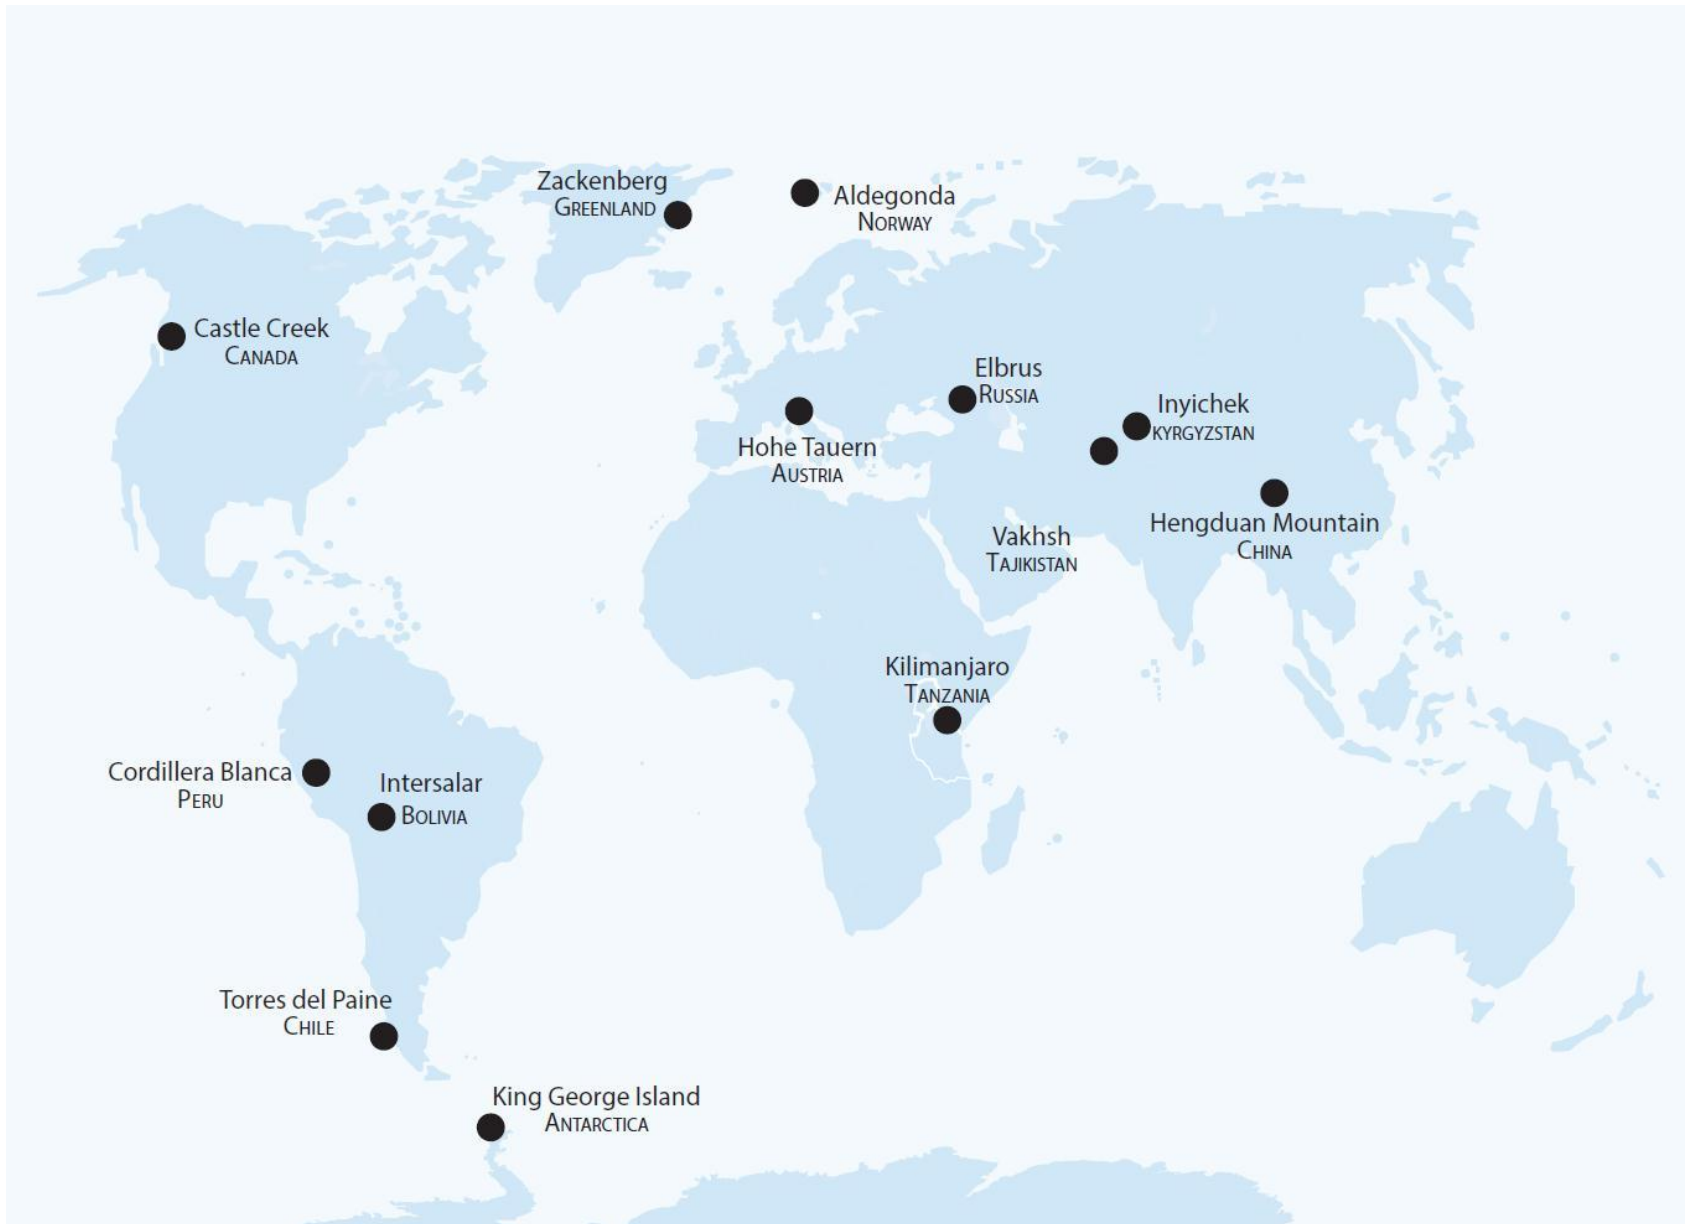 Zackenberg
GREENLAND
Aldegonda
NORWAY
Castle Creek
CANADA
Elbrus
RUSSIA
Inyichek
KYRGYZSTAN
Hohe Tauern
AUSTRIA
Vakhsh
TAJIKISTAN
Hengduan Mountain
CHINA
Kilimanjaro
TANZANIA
Cordillera Blanca
PERU
Intersalar
BOLIVIA
Torres del Paine
CHILE
King George Island
ANTARCTICA